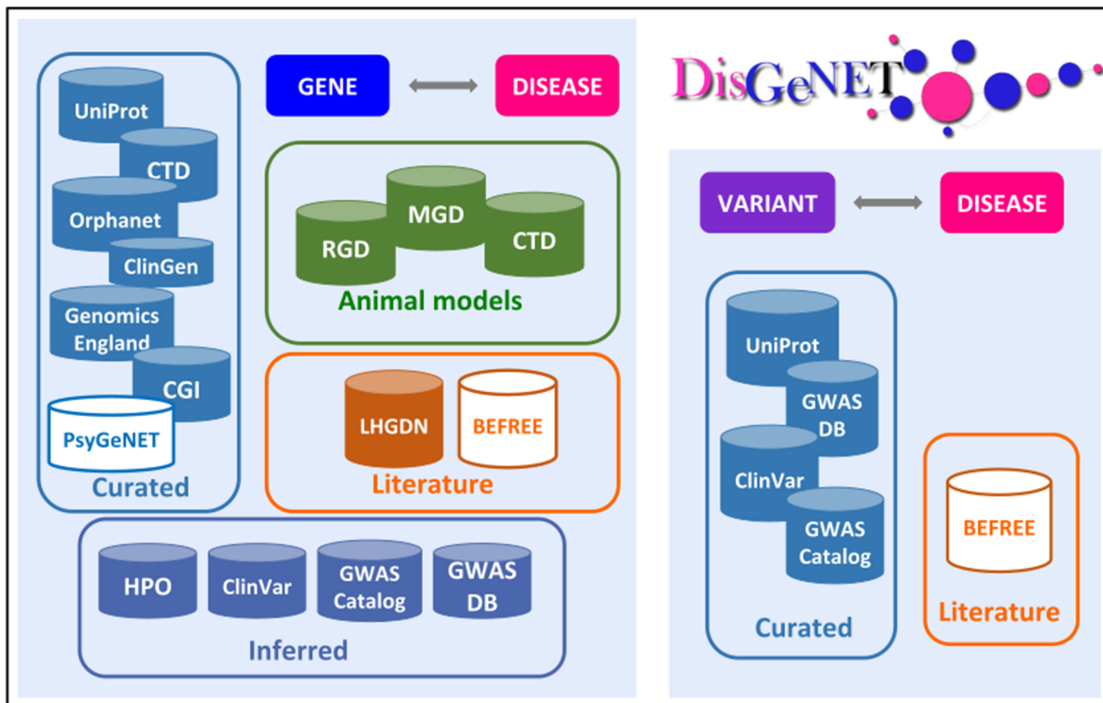 GENE
DISEASE
UniProt
CTD
Orphanet
ClinGen
Genomics
England
CGI
PsyGeNET
Curated
RGD
MGD
CTD
Animal models
LHGDN
BEFREE
Literature
HPO
ClinVar
GWAS
Catalog
GWAS
DB
Inferred
DisGeNET
VARIANT
DISEASE
UniProt
GWAS
DB
ClinVar
GWAS
Catalog
Curated
BEFREE
Literature